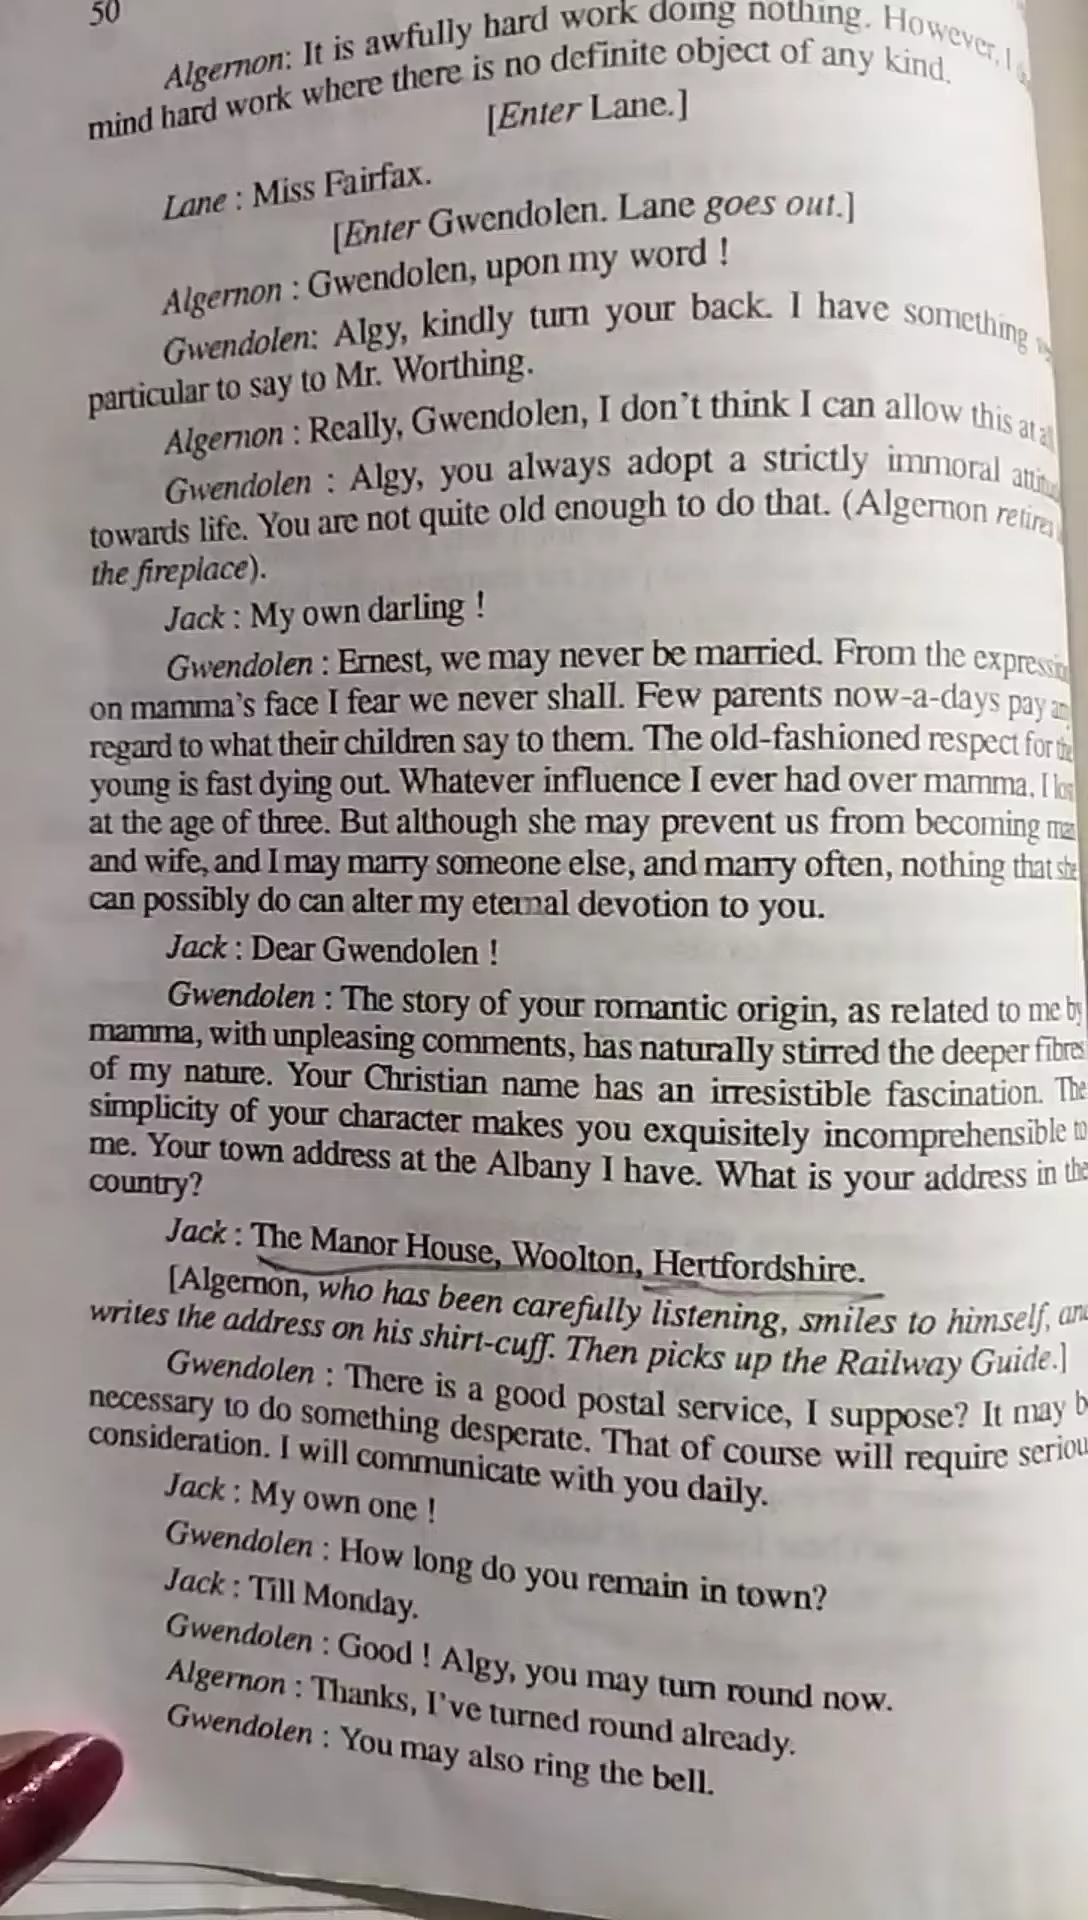 50
Algernon: It is awfully hard work doing nothing. However, I
mind hard work where there is no definite object of any kind.
[Enter Lane.]
Lane : Miss Fairfax.
[Enter Gwendolen. Lane goes out.]
Algernon : Gwendolen, upon my word !
Gwendolen: Algy, kindly turn your back. I have something
particular to say to Mr. Worthing.
Algernon : Really, Gwendolen, I don't think I can allow this at
Gwendolen : Algy, you always adopt a strictly immoral
towards life. You are not quite old enough to do that. (Algernon retires
the fireplace).
Jack : My own darling !
Gwendolen : Ernest, we may never be married. From the
on mamma's face I fear we never shall. Few parents now-a-days pay
regard to what their children say to them. The old-fashioned respect for
young is fast dying out. Whatever influence I ever had over mamma, I
at the age of three. But although she may prevent us from becoming
and wife, and I may marry someone else, and marry often, nothing that she
can possibly do can alter my eternal devotion to you.
Jack : Dear Gwendolen !
Gwendolen : The story of your romantic origin, as related to me by
mamma, with unpleasing comments, has naturally stirred the deeper fibres
of my nature. Your Christian name has an irresistible fascination. The
simplicity of your character makes you exquisitely incomprehensible to
me. Your town address at the Albany I have. What is your address in the
country?
Jack : The Manor House, Woolton, Hertfordshire.
[Algernon, who has been carefully listening, smiles to himself,
writes the address on his shirt-cuff. Then picks up the Railway Guide.]
Gwendolen : There is a good postal service, I suppose? It may
necessary to do something desperate. That of course will require
consideration. I will communicate with you daily.
Jack : My own one !
Gwendolen : How long do you remain in town?
Jack : Till Monday.
Gwendolen : Good ! Algy, you may turn round now.
Algernon : Thanks, I've turned round already.
Gwendolen : You may also ring the bell.